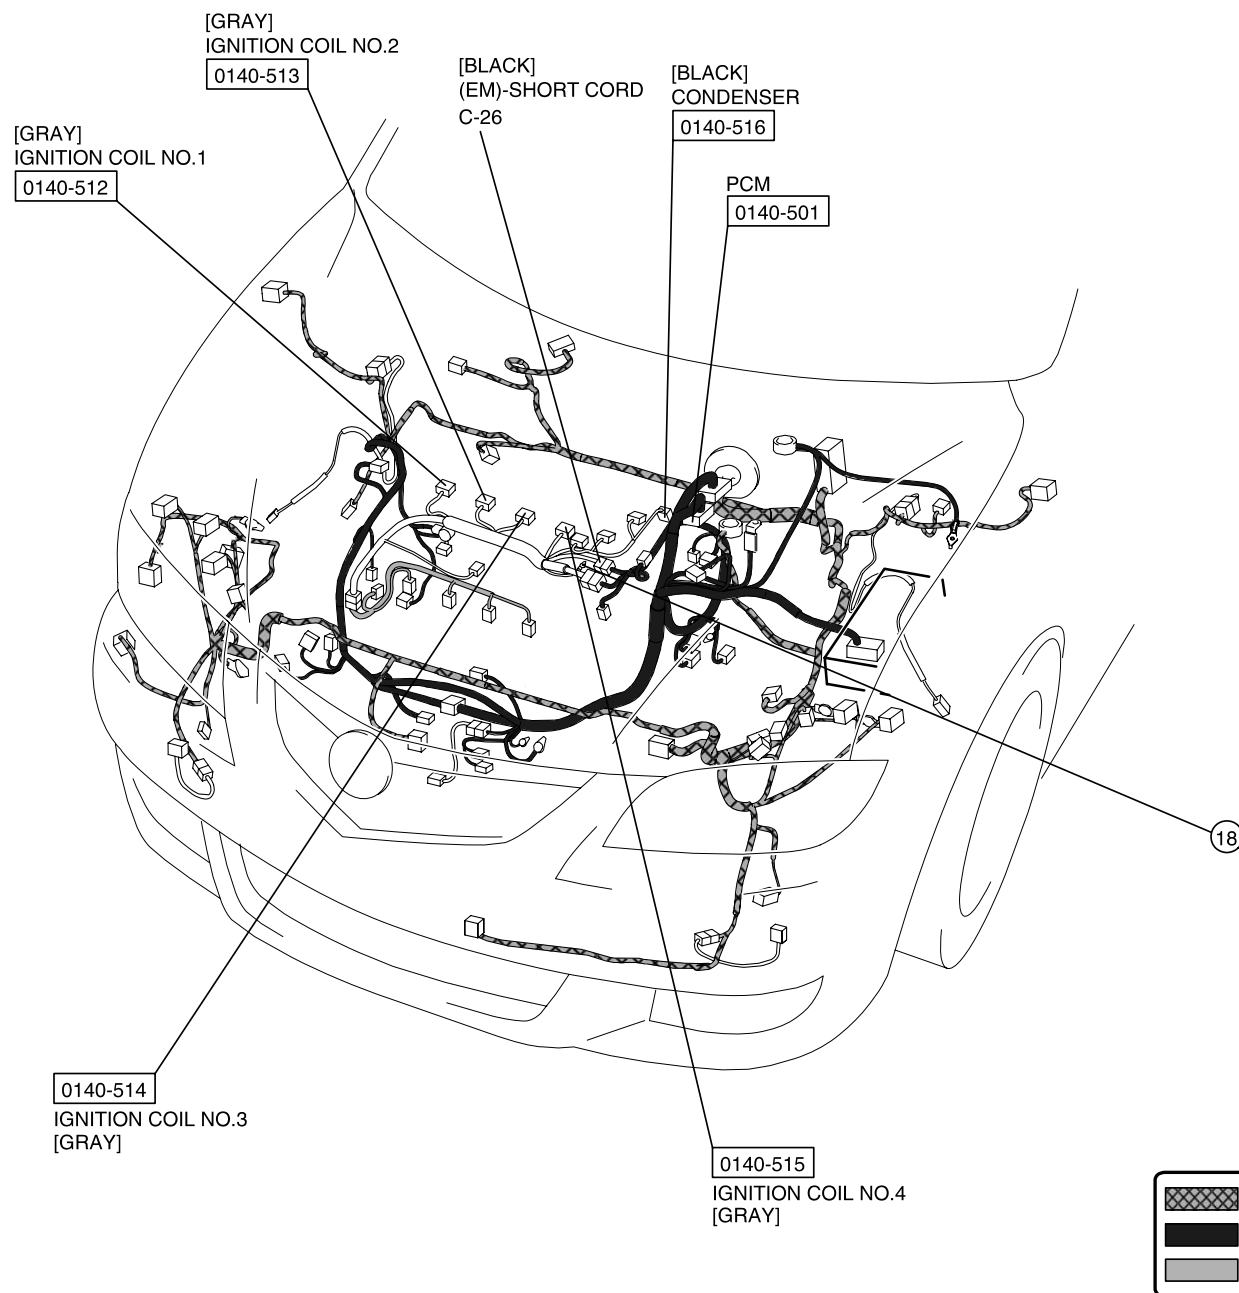 [GRAY]
IGNITION COIL NO.2
0140-513
[BLACK]
(EM)-SHORT CORD
C-26
[BLACK]
CONDENSER
0140-516
[GRAY]
IGNITION COIL NO.1
0140-512
PCM
0140-501
18
0140-514
IGNITION COIL NO.3
[GRAY]
0140-515
IGNITION COIL NO.4
[GRAY]